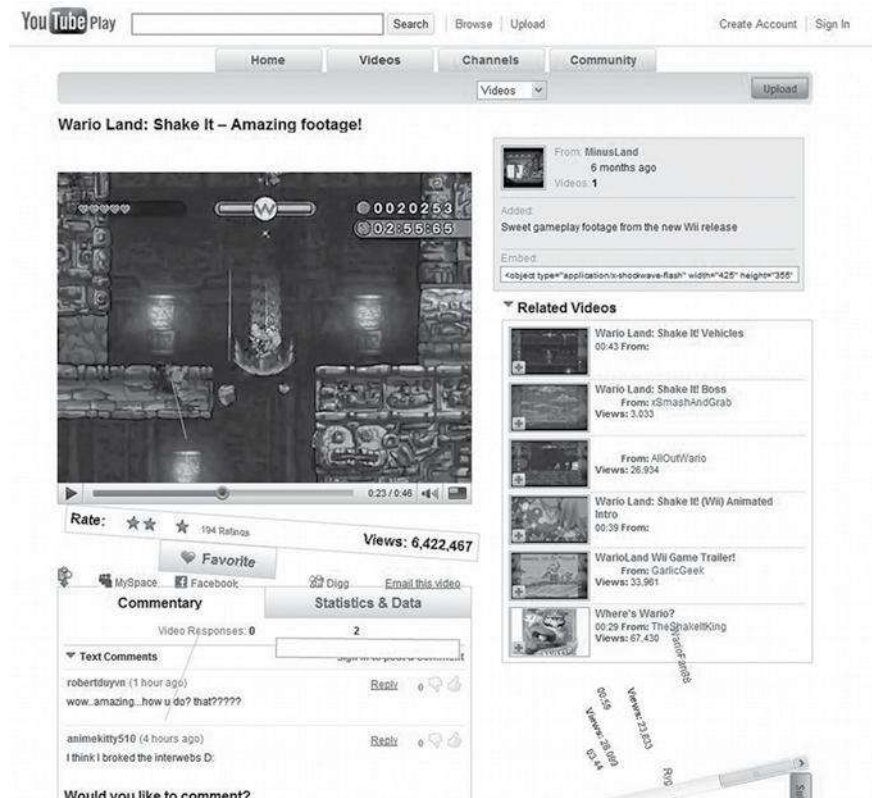 YouTube Play Search Browse Upload Create Account Sign In
Home Videos Channels Community
Videos Upload
Wario Land: Shake It – Amazing footage!
0020253
02:55:65
0:23 / 0:46
Rate: 194 Ratings Views: 6,422,467
Favorite
MySpace Facebook Digg Email this video
Commentary Statistics & Data
Video Responses: 0 2
Text Comments
robertduyvn (1 hour ago) Reply 0
wow..amazing...how u do? that?????
animekitty510 (4 hours ago) Reply 0
I think I broked the interwebs D:
Would you like to comment?
From: MinusLand
6 months ago
Videos: 1
Added:
Sweet gameplay footage from the new Wii release
Embed:
<object type="application/x-shockwave-flash" width="425" height="355"
Related Videos
Wario Land: Shake It! Vehicles
00:43 From:
Wario Land: Shake It! Boss
From: xSmashAndGrab
Views: 3,033
From: AllOutWario
Views: 26,934
Wario Land: Shake It! (Wii) Animated
Intro
00:39 From:
WarioLand Wii Game Trailer!
From: GarlicGeek
Views: 33,961
Where's Wario?
00:29 From: TheShakeItKing
Views: 67,430
WarioFan88
00:59
Views: 23,833
Views: 28,099
03:44